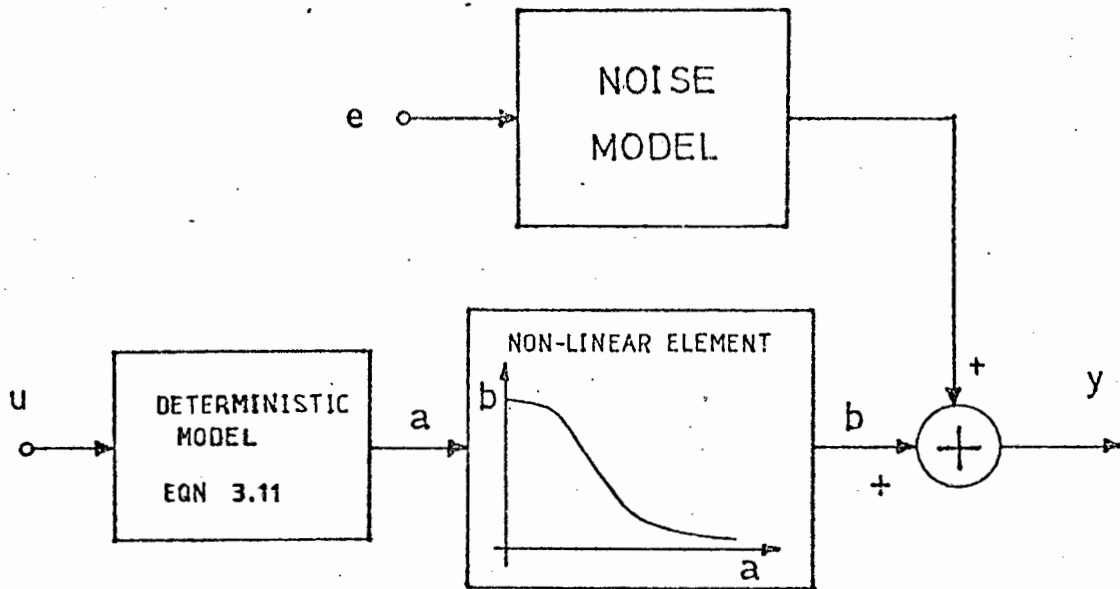 NOISE
MODEL
e
NON-LINEAR ELEMENT
b
a
u
DETERMINISTIC
MODEL
EQN 3.11
a
b
+
+
+
y